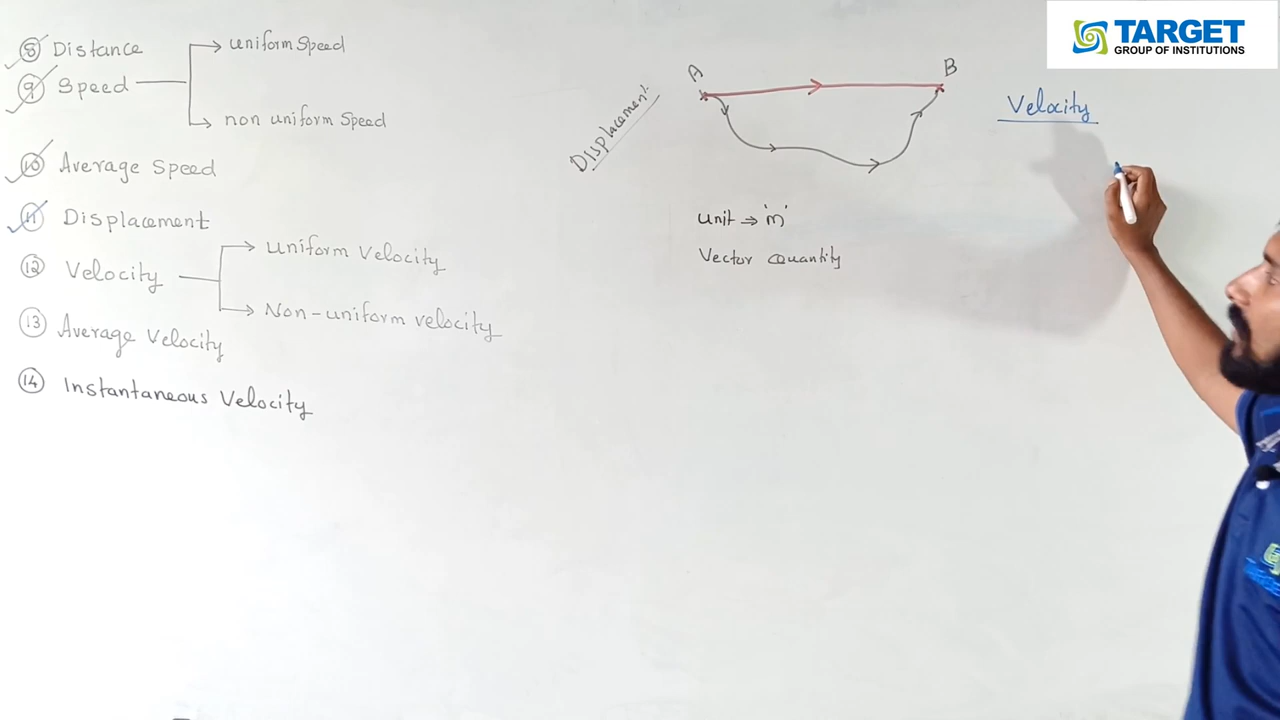 ⑧ Distance
uniform Speed
⑨ Speed
non uniform Speed
⑩ Average Speed
⑪ Displacement
⑫ Velocity
uniform Velocity
Non-uniform velocity
⑬ Average Velocity
⑭ Instantaneous Velocity
Displacement
A
B
unit → 'm'
Vector Quantity
Velocity
TARGET
GROUP OF INSTITUTIONS